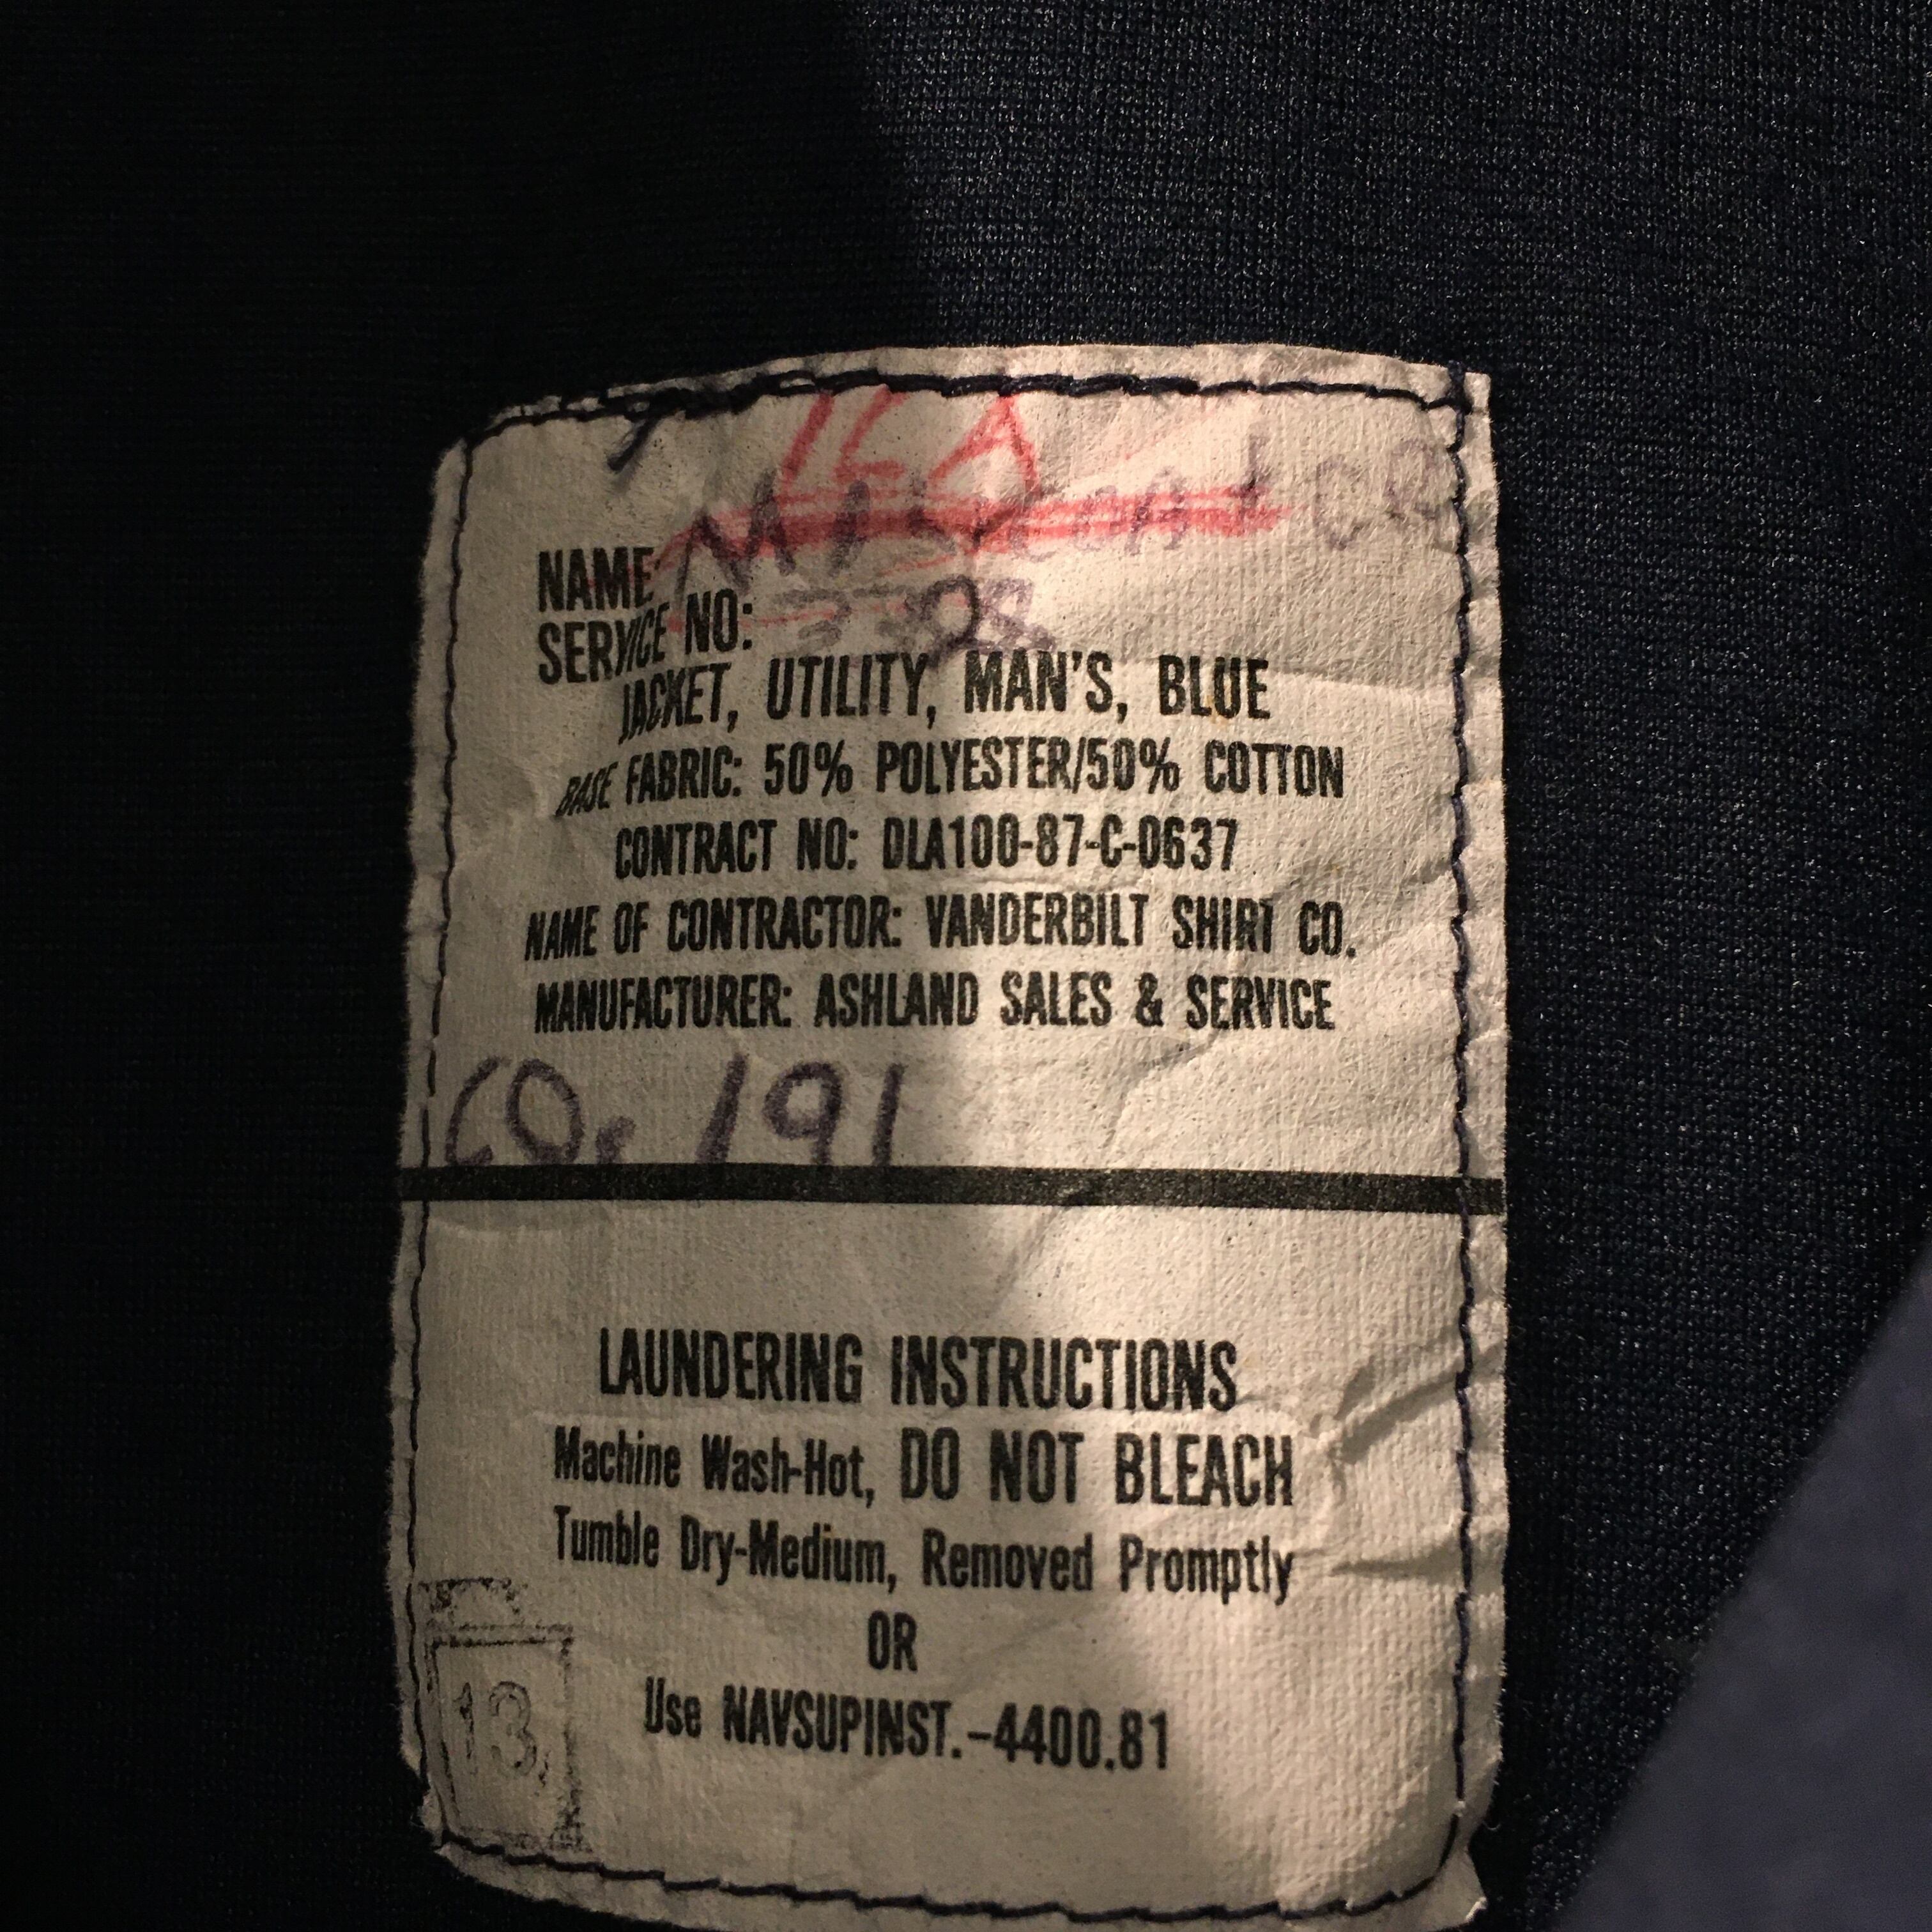 NAME
SERVICE NO:
JACKET, UTILITY, MAN'S, BLUE
BASE FABRIC: 50% POLYESTER/50% COTTON
CONTRACT NO: DLA100-87-C-0637
NAME OF CONTRACTOR: VANDERBILT SHIRT CO.
MANUFACTURER: ASHLAND SALES & SERVICE
CO. 191
LAUNDERING INSTRUCTIONS
Machine Wash-Hot, DO NOT BLEACH
Tumble Dry-Medium, Removed Promptly
OR
Use NAVSUPINST.-4400.81
13